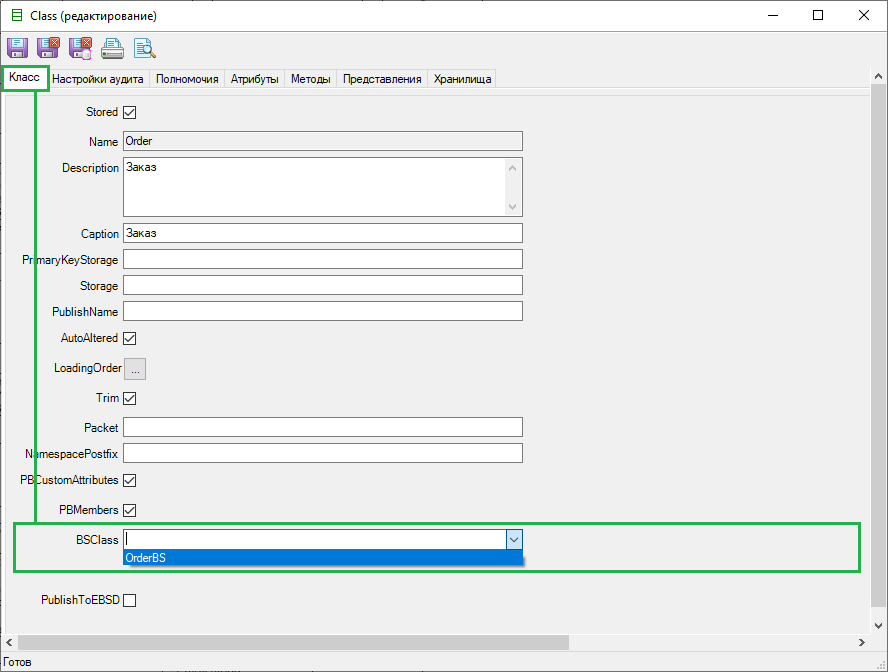 Class (редактирование)
Класс Настройки аудита Полномочия Атрибуты Методы Представления Хранилища
Stored
Name Order
Description Заказ
Caption Заказ
PrimaryKeyStorage
Storage
PublishName
AutoAltered
LoadingOrder ...
Trim
Packet
NamespacePostfix
PBCustomAttributes
PBMembers
BSClass
OrderBS
PublishToEBSD
Готов